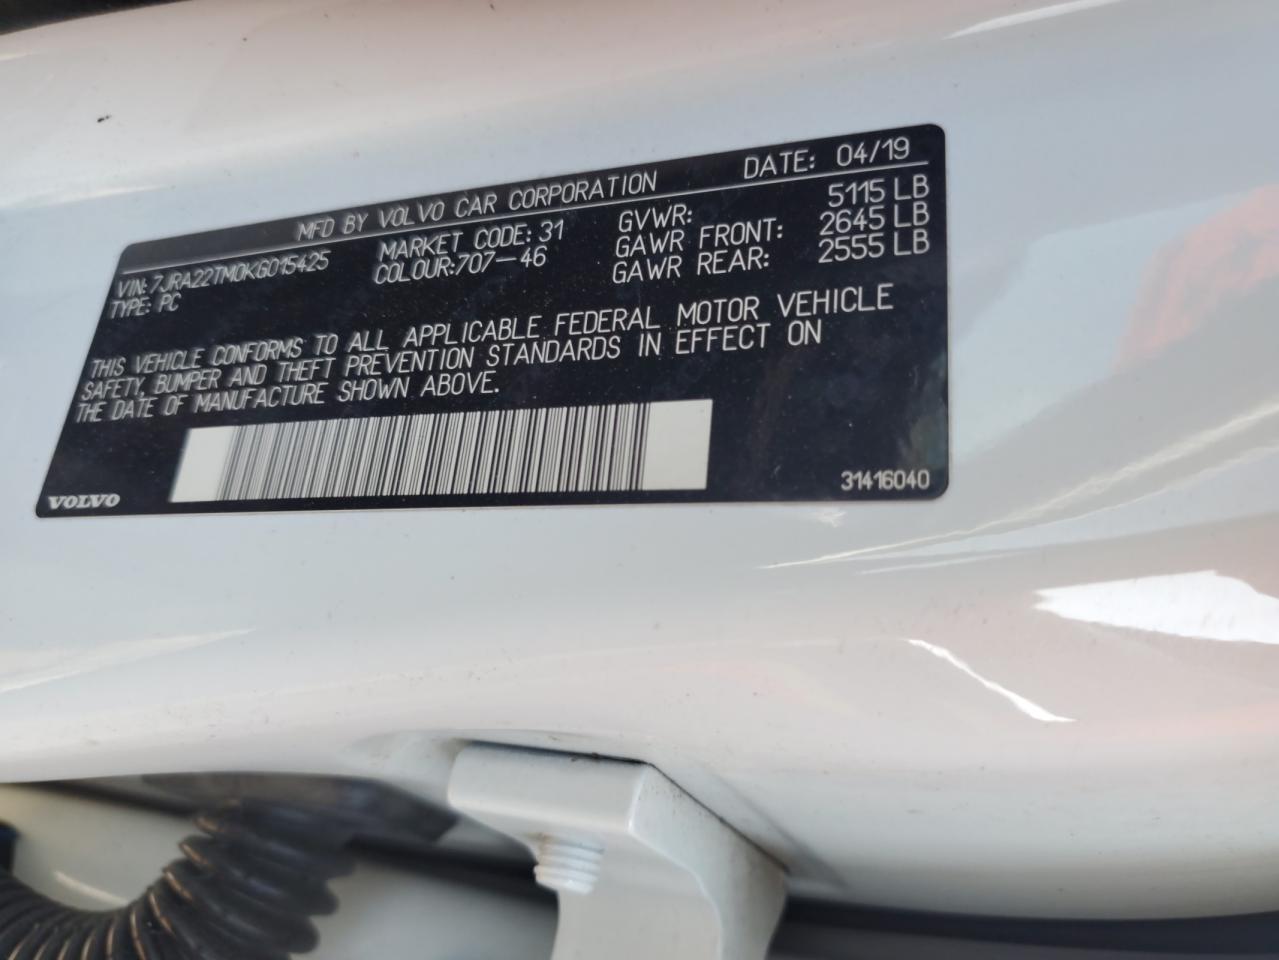 MFD BY VOLVO CAR CORPORATION DATE: 04/19
VIN: 7JRA22TM0KG015425 MARKET CODE: 31 GVWR: 5115 LB
TYPE: PC COLOUR:707-46 GAWR FRONT: 2645 LB
GAWR REAR: 2555 LB
THIS VEHICLE CONFORMS TO ALL APPLICABLE FEDERAL MOTOR VEHICLE
SAFETY, BUMPER AND THEFT PREVENTION STANDARDS IN EFFECT ON
THE DATE OF MANUFACTURE SHOWN ABOVE.
VOLVO 31416040